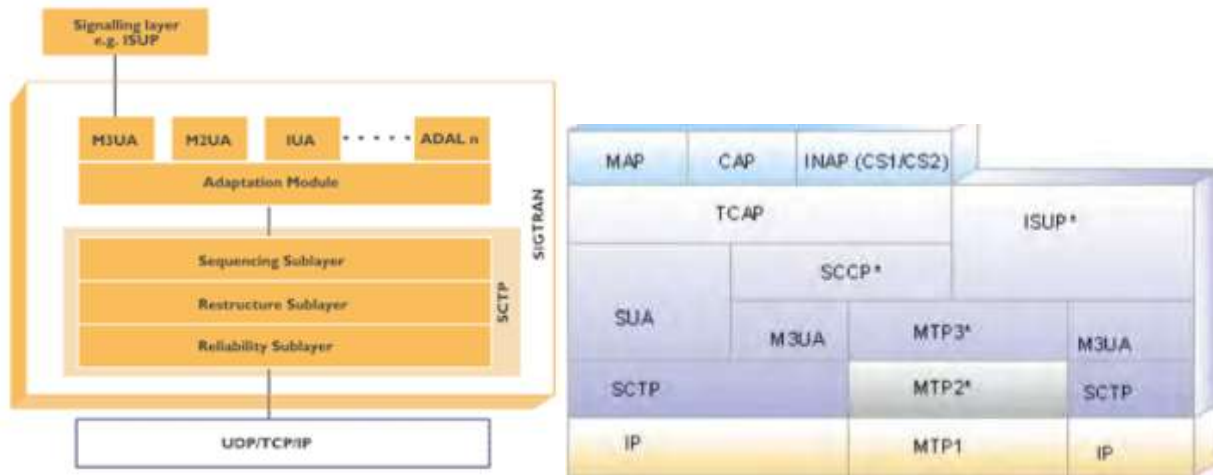 Signalling layer
e.g. ISUP
M3UA
M2UA
IUA
ADAL n
Adaptation Module
Sequencing Sublayer
Restructure Sublayer
Reliability Sublayer
SCTP
SIGTRAN
UDP/TCP/IP
MAP
CAP
INAP (CS1/CS2)
TCAP
ISUP*
SCCP*
SUA
M3UA
MTP3*
M3UA
SCTP
MTP2*
SCTP
IP
MTP1
IP